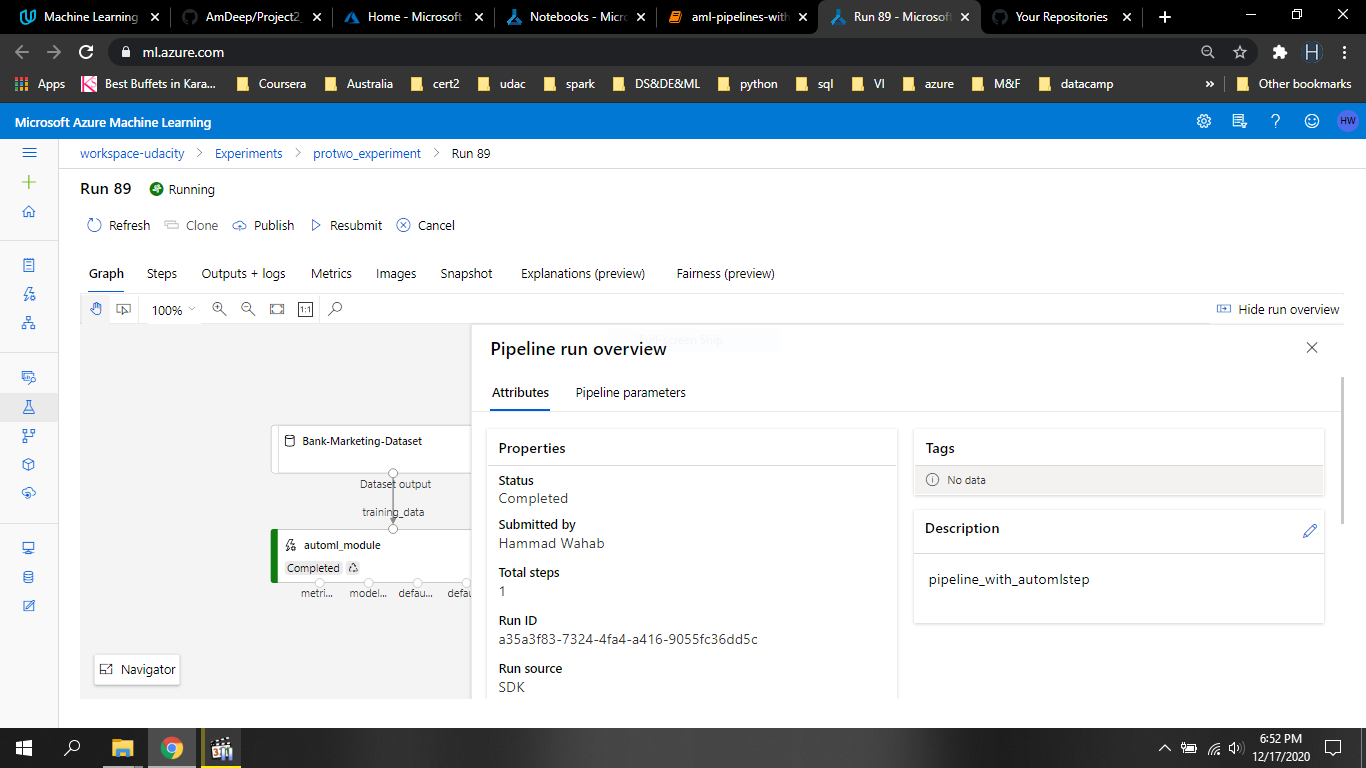 Machine Learning
AmDeep/Project2_
Home - Microsoft
Notebooks - Micro
aml-pipelines-with
Run 89 - Microsoft
Your Repositories
ml.azure.com
Apps
Best Buffets in Kara...
Coursera
Australia
cert2
udac
spark
DS&DE&ML
python
sql
VI
azure
M&F
datacamp
»
Other bookmarks
Microsoft Azure Machine Learning
HW
workspace-udacity > Experiments > protwo_experiment > Run 89
Run 89 Running
Refresh Clone Publish Resubmit Cancel
Graph Steps Outputs + logs Metrics Images Snapshot Explanations (preview) Fairness (preview)
100% 1:1 Hide run overview
Pipeline run overview
Attributes Pipeline parameters
Bank-Marketing-Dataset
Dataset output
training_data
automl_module
Completed
metri... model... defau... defau
Navigator
Properties
Status
Completed
Submitted by
Hammad Wahab
Total steps
1
Run ID
a35a3f83-7324-4fa4-a416-9055fc36dd5c
Run source
SDK
Tags
No data
Description
pipeline_with_automlstep
6:52 PM
12/17/2020